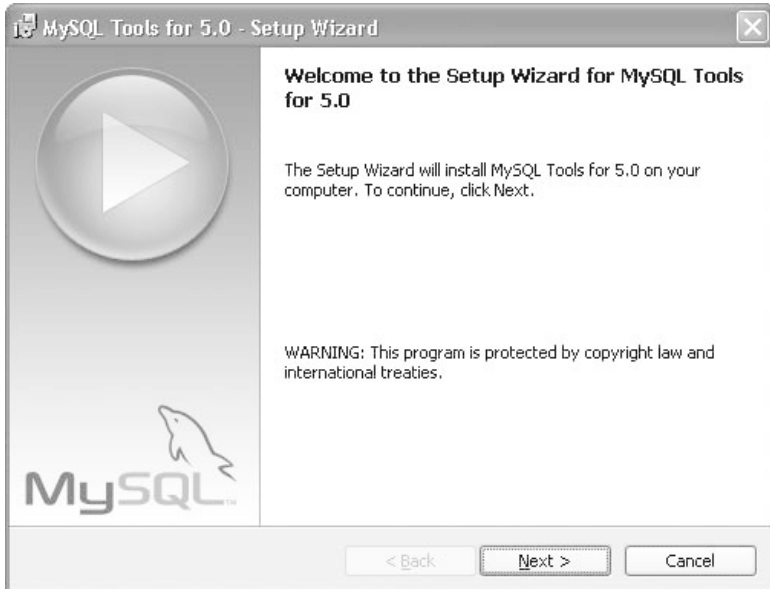 MySQL Tools for 5.0 - Setup Wizard
Welcome to the Setup Wizard for MySQL Tools
for 5.0
The Setup Wizard will install MySQL Tools for 5.0 on your
computer. To continue, click Next.
WARNING: This program is protected by copyright law and
international treaties.
MySQL
< Back
Next >
Cancel